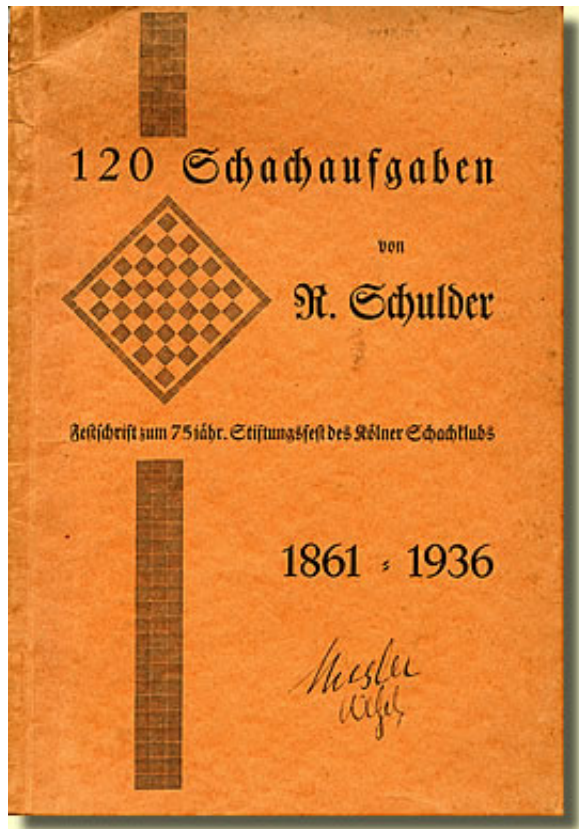 120 Schachaufgaben
von
R. Schulder
Festschrift zum 75jähr. Stiftungsfest des Kölner Schachklubs
1861 - 1936